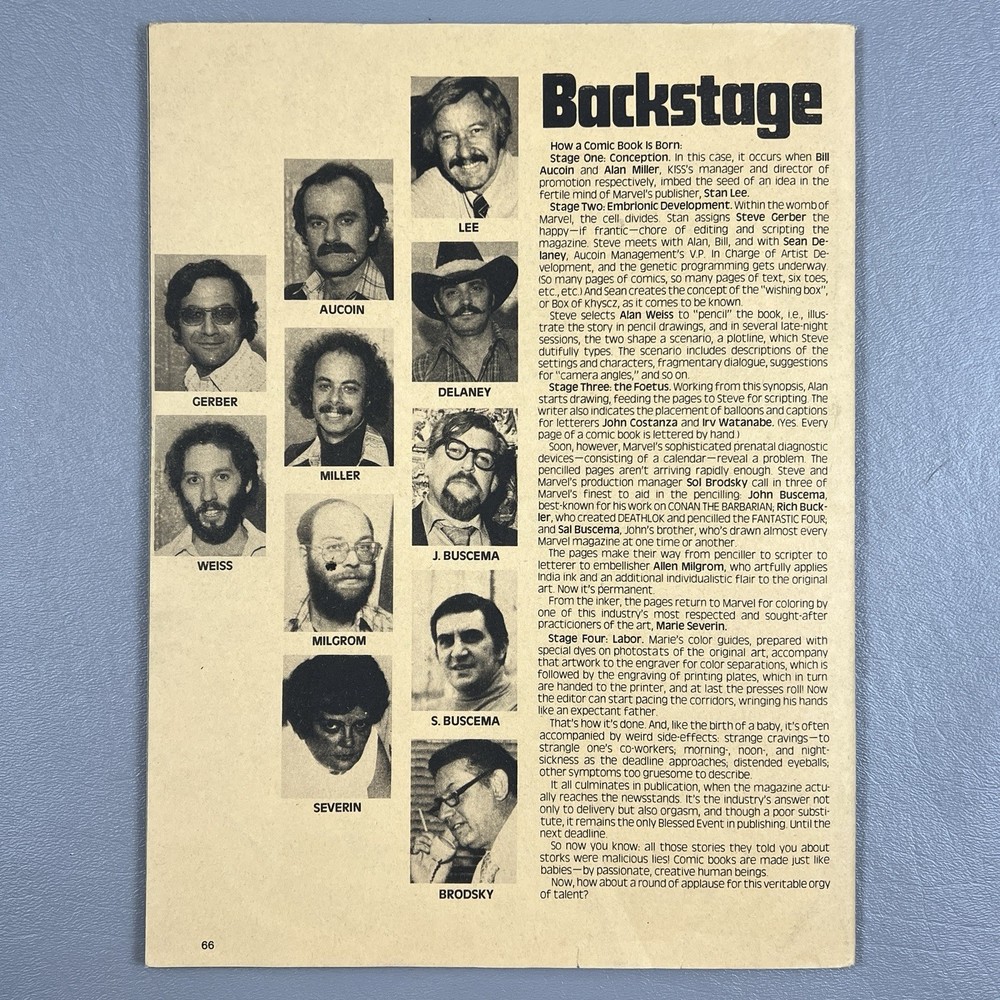 Backstage
How a Comic Book Is Born:
Stage One: Conception. In this case, it occurs when Bill
Aucoin and Alan Miller, KISS's manager and director of
promotion respectively, imbed the seed of an idea in the
fertile mind of Marvel's publisher, Stan Lee.
Stage Two: Embrionic Development. Within the womb of
Marvel, the cell divides. Stan assigns Steve Gerber the
happy—if frantic—chore of editing and scripting the
magazine. Steve meets with Alan, Bill, and with Sean De-
laney, Aucoin Management's V.P. In Charge of Artist De-
velopment, and the genetic programming gets underway.
(So many pages of comics, so many pages of text, six toes,
etc., etc.) And Sean creates the concept of the "wishing box",
or Box of Khyscz, as it comes to be known.
Steve selects Alan Weiss to "pencil" the book, i.e., illus-
trate the story in pencil drawings, and in several late-night
sessions, the two shape a scenario, a plotline, which Steve
dutifully types. The scenario includes descriptions of the
settings and characters, fragmentary dialogue, suggestions
for "camera angles," and so on.
Stage Three: the Foetus. Working from this synopsis, Alan
starts drawing, feeding the pages to Steve for scripting. The
writer also indicates the placement of balloons and captions
for letterers John Costanza and Irv Watanabe. (Yes. Every
page of a comic book is lettered by hand.)
Soon, however, Marvel's sophisticated prenatal diagnostic
devices—consisting of a calendar—reveal a problem. The
pencilled pages aren't arriving rapidly enough. Steve and
Marvel's production manager Sol Brodsky call in three of
Marvel's finest to aid in the pencilling: John Buscema,
best-known for his work on CONAN THE BARBARIAN; Rich Buck-
ler, who created DEATHLOK and pencilled the FANTASTIC FOUR;
and Sal Buscema, John's brother, who's drawn almost every
Marvel magazine at one time or another.
The pages make their way from penciller to scripter to
letterer to embellisher Allen Milgrom, who artfully applies
India ink and an additional individualistic flair to the original
art. Now it's permanent.
From the inker, the pages return to Marvel for coloring by
one of this industry's most respected and sought-after
practicioners of the art, Marie Severin.
Stage Four: Labor. Marie's color guides, prepared with
special dyes on photostats of the original art, accompany
that artwork to the engraver for color separations, which is
followed by the engraving of printing plates, which in turn
are handed to the printer, and at last the presses roll! Now
the editor can start pacing the corridors, wringing his hands
like an expectant father.
That's how it's done. And, like the birth of a baby, it's often
accompanied by weird side-effects: strange cravings—to
strangle one's co-workers; morning-, noon-, and night-
sickness as the deadline approaches; distended eyeballs;
other symptoms too gruesome to describe.
It all culminates in publication, when the magazine actu-
ally reaches the newsstands. It's the industry's answer not
only to delivery but also orgasm, and though a poor substi-
tute, it remains the only Blessed Event in publishing. Until the
next deadline.
So now you know: all those stories they told you about
storks were malicious lies! Comic books are made just like
babies—by passionate, creative human beings.
Now, how about a round of applause for this veritable orgy
of talent?
LEE
AUCOIN
DELANEY
GERBER
MILLER
J. BUSCEMA
WEISS
MILGROM
S. BUSCEMA
SEVERIN
BRODSKY
66